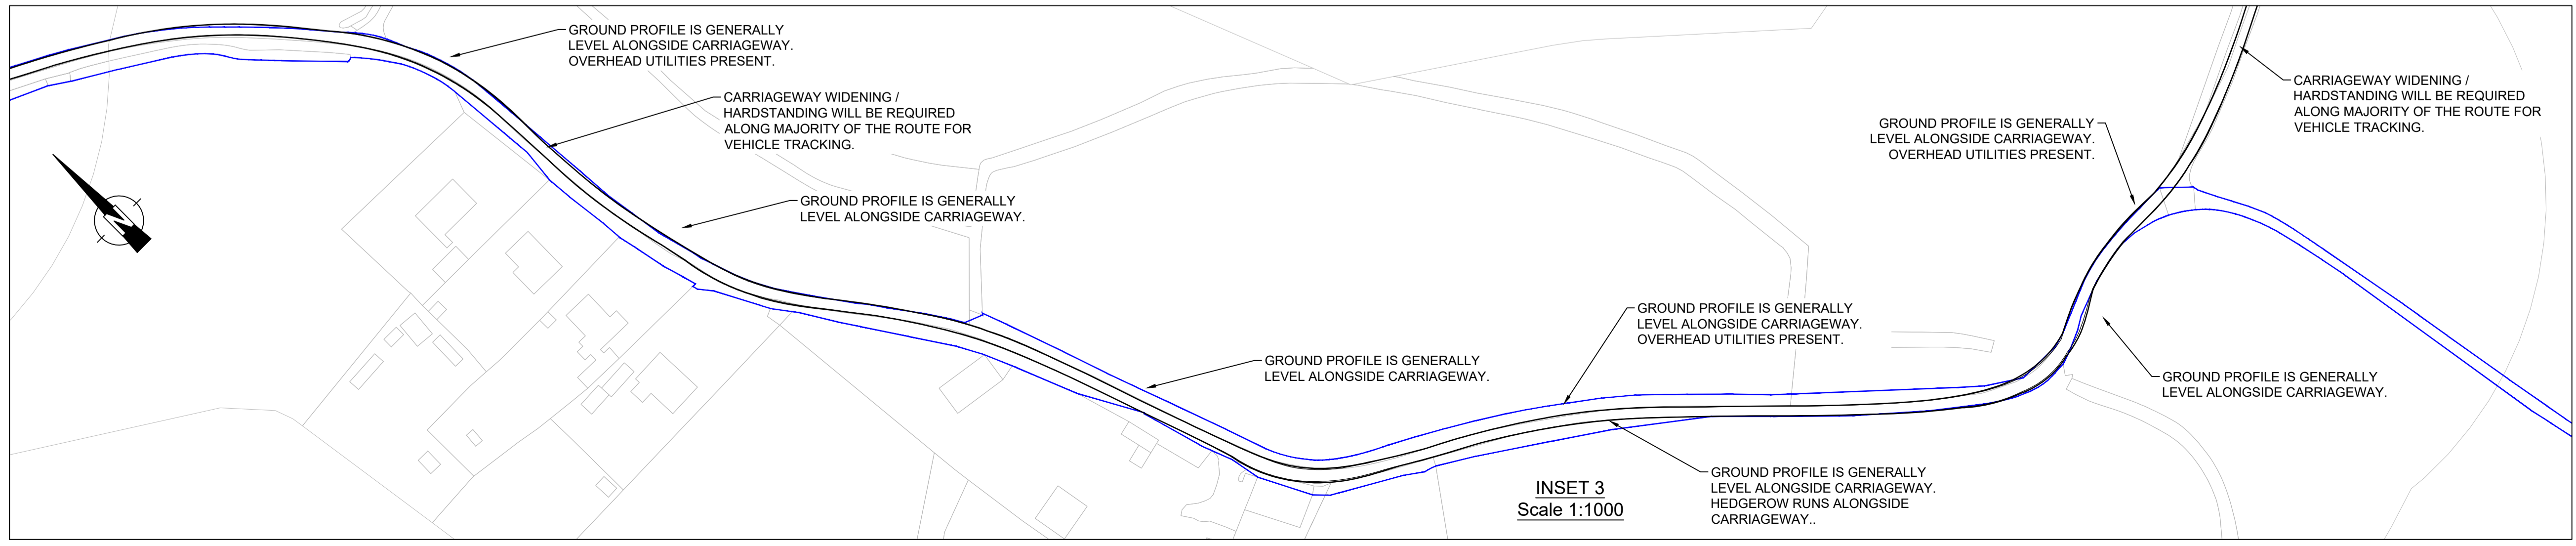 GROUND PROFILE IS GENERALLY
LEVEL ALONGSIDE CARRIAGEWAY.
OVERHEAD UTILITIES PRESENT.
CARRIAGEWAY WIDENING /
HARDSTANDING WILL BE REQUIRED
ALONG MAJORITY OF THE ROUTE FOR
VEHICLE TRACKING.
GROUND PROFILE IS GENERALLY
LEVEL ALONGSIDE CARRIAGEWAY.
GROUND PROFILE IS GENERALLY
LEVEL ALONGSIDE CARRIAGEWAY.
GROUND PROFILE IS GENERALLY
LEVEL ALONGSIDE CARRIAGEWAY.
OVERHEAD UTILITIES PRESENT.
GROUND PROFILE IS GENERALLY
LEVEL ALONGSIDE CARRIAGEWAY.
HEDGEROW RUNS ALONGSIDE
CARRIAGEWAY..
INSET 3
Scale 1:1000
GROUND PROFILE IS GENERALLY
LEVEL ALONGSIDE CARRIAGEWAY.
OVERHEAD UTILITIES PRESENT.
CARRIAGEWAY WIDENING /
HARDSTANDING WILL BE REQUIRED
ALONG MAJORITY OF THE ROUTE FOR
VEHICLE TRACKING.
GROUND PROFILE IS GENERALLY
LEVEL ALONGSIDE CARRIAGEWAY.
N